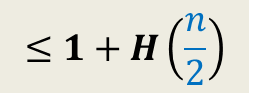 ≤ 1 + H(n/2)